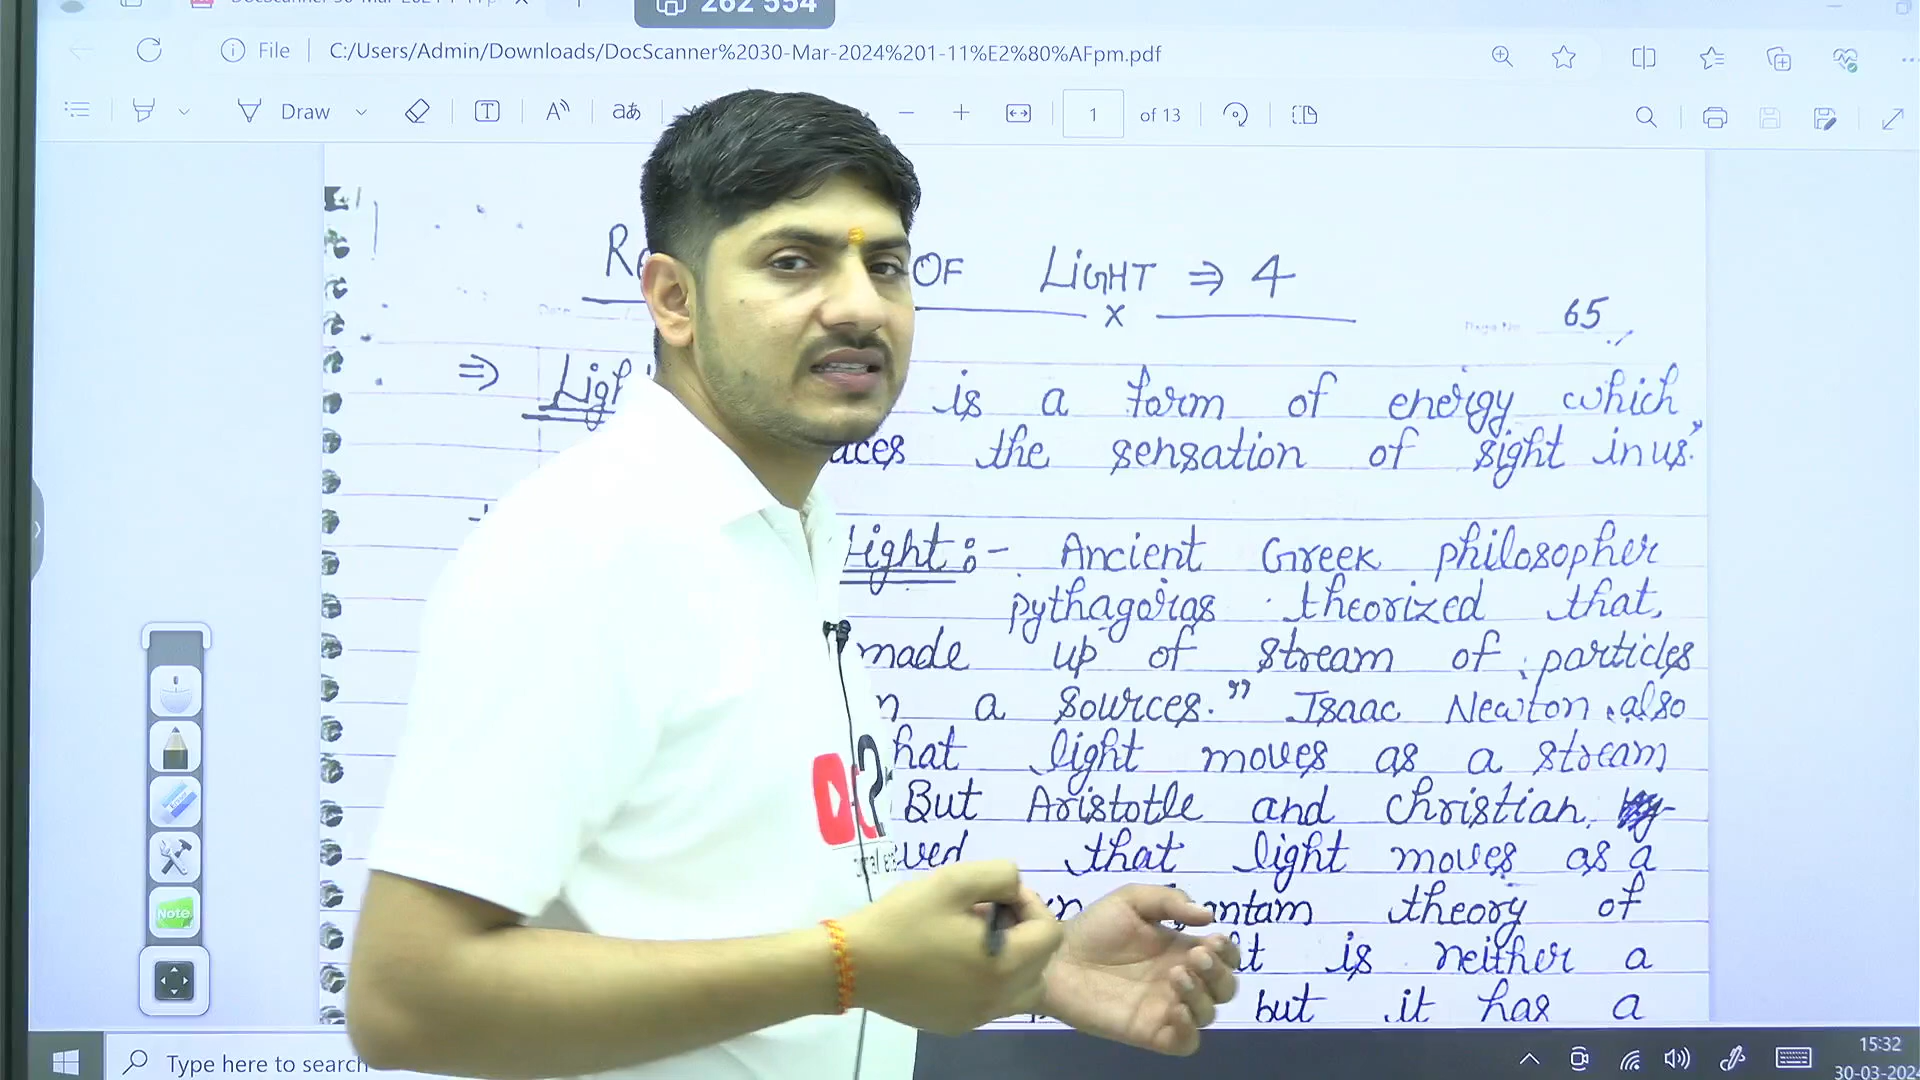 262 554
File C:/Users/Admin/Downloads/DocScanner%2030-Mar-2024%201-11%E2%80%AFpm.pdf
Draw 1 of 13
OF LiGHT ⇒ 4
x
65
⇒ is a form of energy which
the sensation of sight in us."
Light :- Ancient Greek philosopher
pythagoras theorized that,
made up of stream of particles
a sources." Isaac Newton also
light moves as a stream
But Aristotle and christian
that light moves as a
theory of
is neither a
but it has a
Note
Type here to search
15:32
30-03-2024